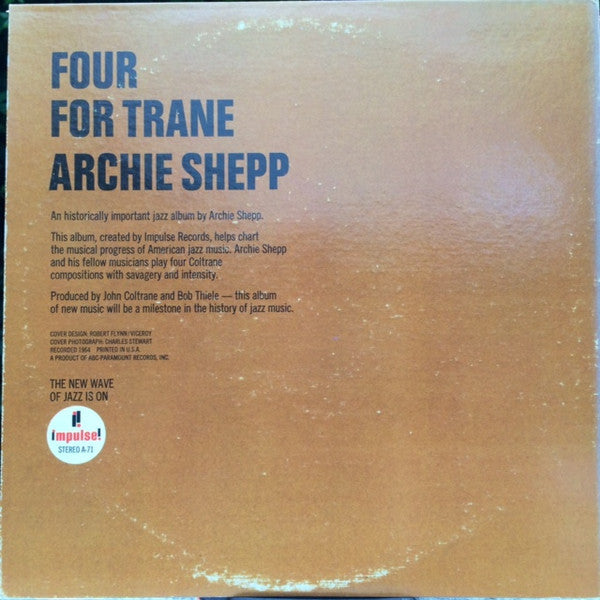 FOUR
FOR TRANE
ARCHIE SHEPP
An historically important jazz album by Archie Shepp.
This album, created by Impulse Records, helps chart
the musical progress of American jazz music. Archie Shepp
and his fellow musicians play four Coltrane
compositions with savagery and intensity.
Produced by John Coltrane and Bob Thiele — this album
of new music will be a milestone in the history of jazz music.
COVER DESIGN: ROBERT FLYNN/VICEROY
COVER PHOTOGRAPH: CHARLES STEWART
RECORDED 1964 PRINTED IN U.S.A.
A PRODUCT OF ABC-PARAMOUNT RECORDS, INC.
THE NEW WAVE
OF JAZZ IS ON
i!
impulse!
STEREO A-71